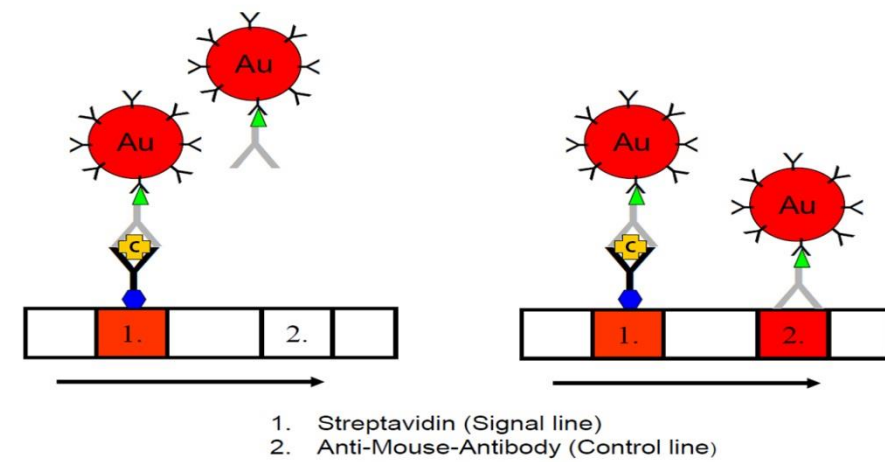 Au
Au
C
1.
2.
Au
Au
C
1.
2.
1. Streptavidin (Signal line)
2. Anti-Mouse-Antibody (Control line)